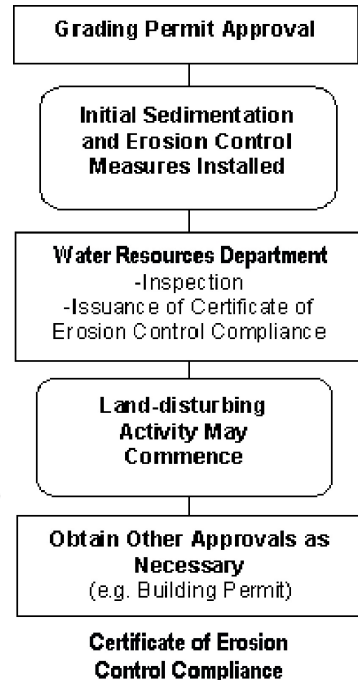 Grading Permit Approval
Initial Sedimentation
and Erosion Control
Measures Installed
Water Resources Department
-Inspection
-Issuance of Certificate of
Erosion Control Compliance
Land-disturbing
Activity May
Commence
Obtain Other Approvals as
Necessary
(e.g. Building Permit)
Certificate of Erosion
Control Compliance